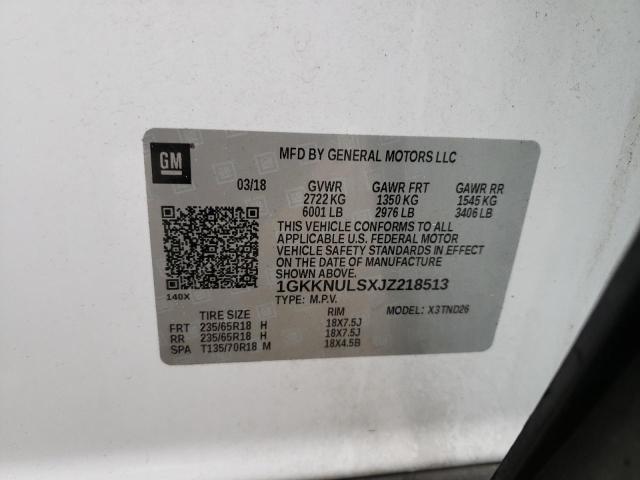 GM
MFD BY GENERAL MOTORS LLC
03/18 GVWR GAWR FRT GAWR RR
2722 KG 1350 KG 1545 KG
6001 LB 2976 LB 3406 LB
THIS VEHICLE CONFORMS TO ALL
APPLICABLE U.S. FEDERAL MOTOR
VEHICLE SAFETY STANDARDS IN EFFECT
ON THE DATE OF MANUFACTURE
SHOWN ABOVE.
1GKKNULSXJZ218513
140X
TYPE: M.P.V. MODEL: X3TND26
TIRE SIZE RIM
FRT 235/65R18 H 18X7.5J
RR 235/65R18 H 18X7.5J
SPA T135/70R18 M 18X4.5B